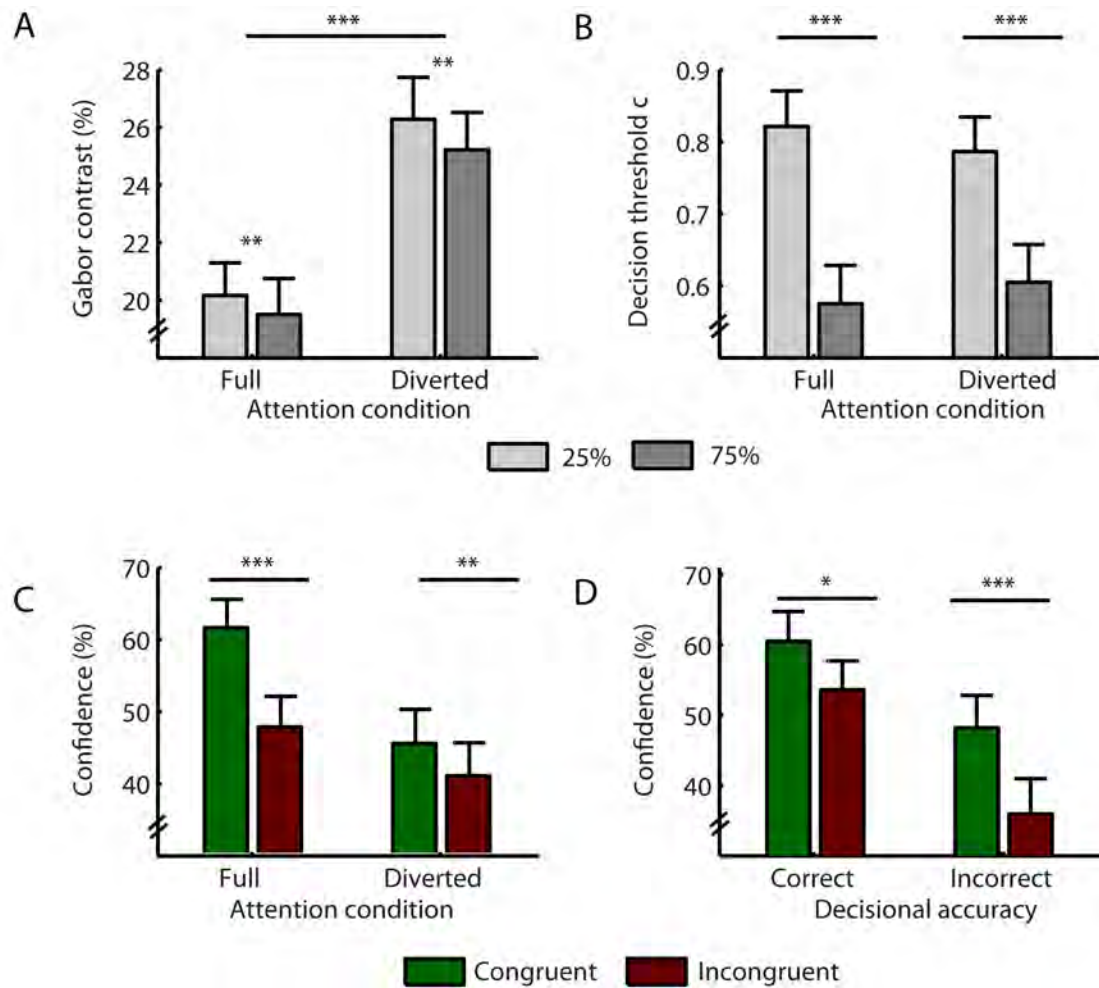 A
***
**
**
28
26
24
22
20
Gabor contrast (%)
Full
Diverted
Attention condition
B
***
***
0.9
0.8
0.7
0.6
Decision threshold c
Full
Diverted
Attention condition
25%
75%
C
***
**
70
60
50
40
Confidence (%)
Full
Diverted
Attention condition
D
*
***
70
60
50
40
Confidence (%)
Correct
Incorrect
Decisional accuracy
Congruent
Incongruent